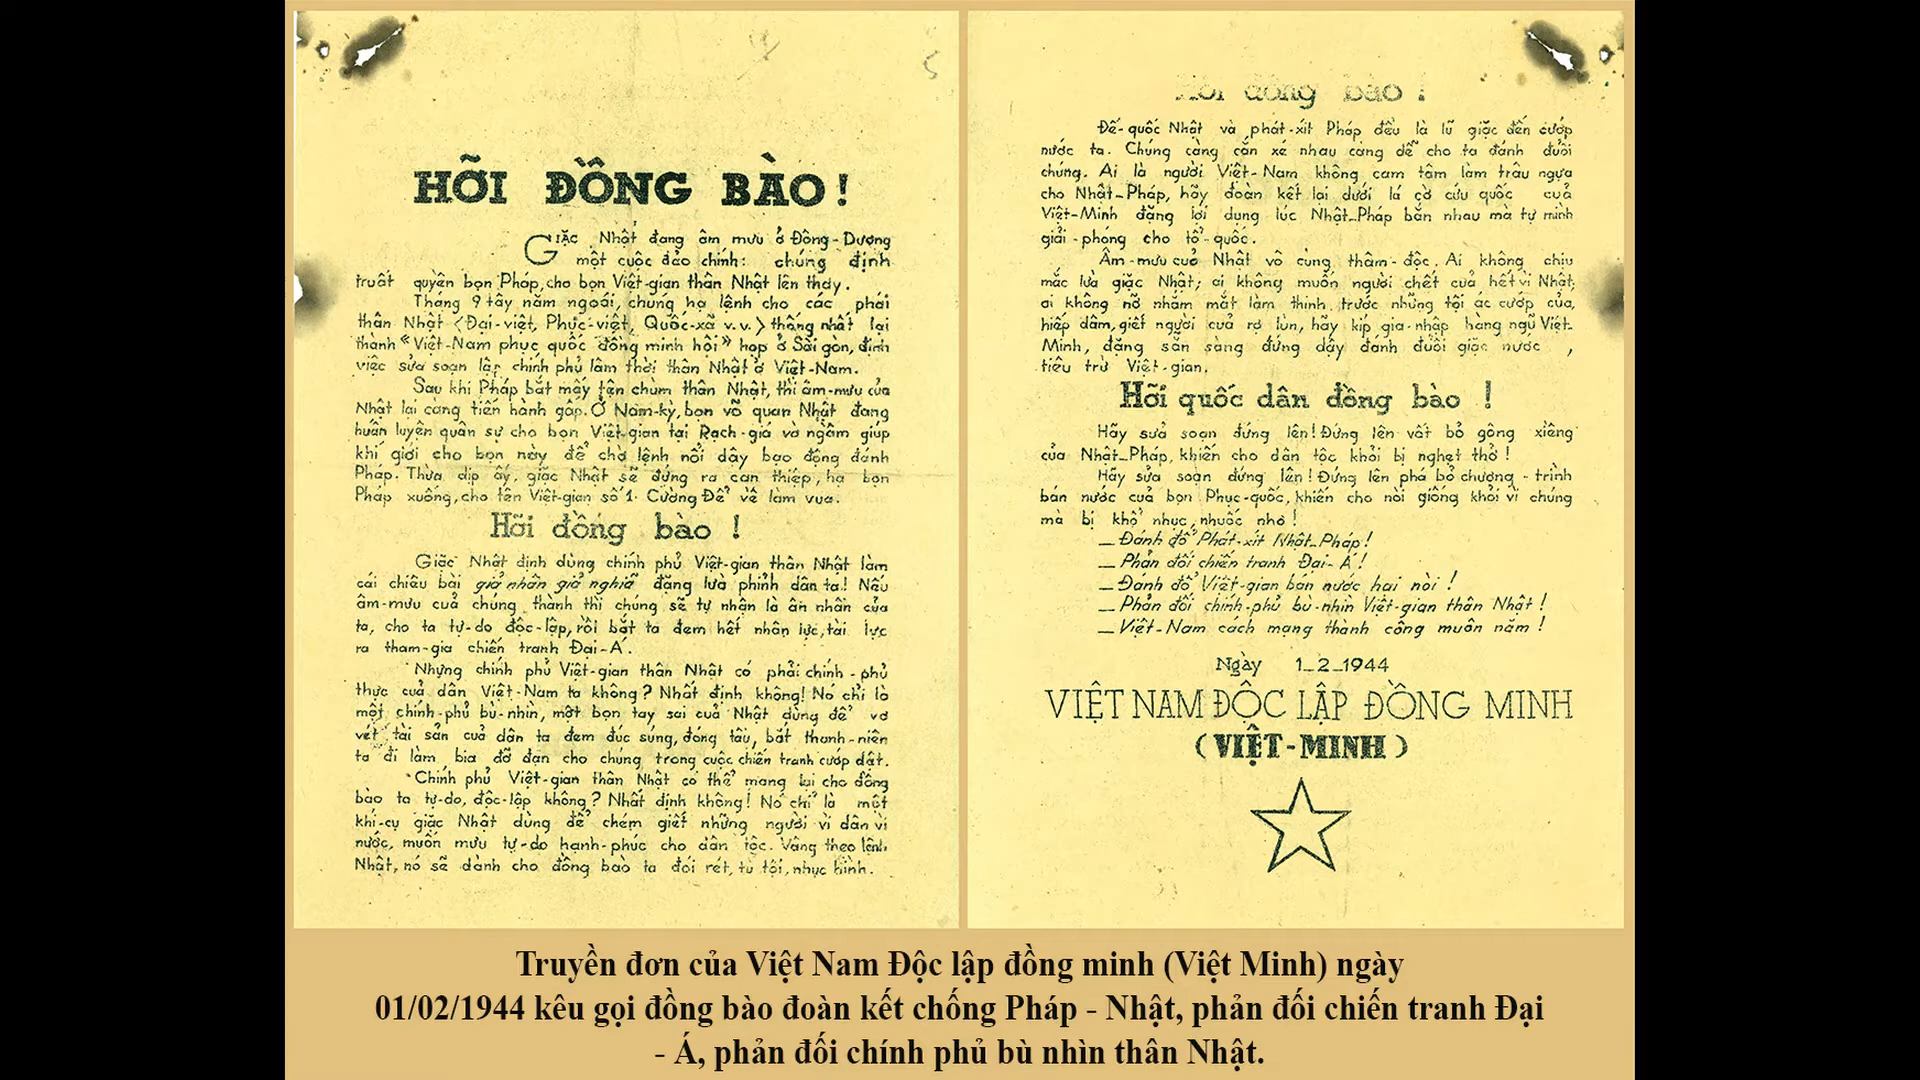 HỠI ĐỒNG BÀO!
Giặc Nhật đang âm mưu ở Đông-Dương
một cuộc đảo chính: chúng định
truất quyền bọn Pháp, cho bọn Việt-gian thân Nhật lên thay.
Tháng 9 tây năm ngoái, chúng hạ lệnh cho các phái
thân Nhật (Đại-việt, Phục-việt, Quốc-xã v.v.) thống nhất lại
thành "Việt-Nam phục quốc đồng minh hội" họp ở Sài gòn, định
việc sửa soạn lập chính phủ lâm thời thân Nhật ở Việt-Nam.
Sau khi Pháp bắt mấy tên chùm thân Nhật, thì âm-mưu của
Nhật lại càng tiến hành gấp. Ở Nam-kỳ, bọn võ quan Nhật đang
huấn luyện quân sự cho bọn Việt-gian tại Rạch-giá và ngầm giúp
khí giới cho bọn này để chờ lệnh nổi dậy bạo động đánh
Pháp. Thừa dịp ấy, giặc Nhật sẽ đứng ra can thiệp, hạ bọn
Pháp xuống, cho tên Việt-gian số 1. Cường Để về làm vua.
Hỡi đồng bào !
Giặc Nhật định dùng chính phủ Việt-gian thân Nhật làm
cái chiêu bài giả nhân giả nghĩa đặng lừa phỉnh dân ta! Nếu
âm-mưu cuả chúng thành thì chúng sẽ tự nhận là ân nhân của
ta, cho ta tự-do độc-lập, rồi bắt ta đem hết nhân lực, tài lực
ra tham-gia chiến tranh Đại-Á.
Nhưng chính phủ Việt-gian thân Nhật có phải chính-phủ
thực cuả dân Việt-Nam ta không? Nhất định không! Nó chỉ là
một chính-phủ bù-nhìn, một bọn tay sai cuả Nhật dùng để vơ
vét tài sản cuả dân ta đem đúc súng, đóng tầu, bắt thanh-niên
ta đi làm bia đỡ đạn cho chúng trong cuộc chiến tranh cướp đất.
Chính phủ Việt-gian thân Nhật có thể mang lại cho đồng
bào ta tự-do, độc-lập không? Nhất định không! Nó chỉ là một
khí-cụ giặc Nhật dùng để chém giết những người vì dân vì
nước, muốn mưu tự-do hạnh-phúc cho dân tộc. Vâng theo lệnh
Nhật, nó sẽ dành cho đồng bào ta đói rét, tù tội, nhục hình.
Hỡi đồng bào !
Đế-quốc Nhật và phát-xít Pháp đều là lũ giặc đến cướp
nước ta. Chúng càng cắn xé nhau càng dễ cho ta đánh đuổi
chúng. Ai là người Việt-Nam không cam tâm làm trâu ngựa
cho Nhật-Pháp, hãy đoàn kết lại dưới lá cờ cứu quốc cuả
Việt-Minh đặng lợi dụng lúc Nhật-Pháp bắn nhau mà tự mình
giải-phóng cho tổ-quốc.
Âm-mưu cuả Nhật vô cùng thâm-độc. Ai không chịu
mắc lừa giặc Nhật; ai không muốn người chết cuả hết vì Nhật,
ai không nỡ nhắm mắt làm thinh trước những tội ác cướp của,
hiếp dâm, giết người cuả rợ lùn, hãy kíp gia-nhập hàng ngũ Việt-
Minh, đặng sẵn sàng đứng dậy đánh đuổi giặc nước ,
tiễu trừ Việt-gian.
Hỡi quốc dân đồng bào !
Hãy sửa soạn đứng lên! Đứng lên vất bỏ gông xiềng
của Nhật-Pháp, khiến cho dân tộc khỏi bị nghẹt thở !
Hãy sửa soạn đứng lên! Đứng lên phá bỏ chương-trình
bán nước cuả bọn Phục-quốc, khiến cho nòi giống khỏi vì chúng
mà bị khổ nhục, nhuốc nhơ !
_Đánh đổ Phát-xít Nhật-Pháp!
_Phản đối chiến tranh Đại-Á!
_Đánh đổ Việt-gian bán nước hại nòi !
_Phản đối chính-phủ bù-nhìn Việt-gian thân Nhật !
_Việt-Nam cách mạng thành công muôn năm !
Ngày 1_2_1944
VIỆT NAM ĐỘC LẬP ĐỒNG MINH
(VIỆT-MINH)
Truyền đơn của Việt Nam Độc lập đồng minh (Việt Minh) ngày
01/02/1944 kêu gọi đồng bào đoàn kết chống Pháp - Nhật, phản đối chiến tranh Đại
- Á, phản đối chính phủ bù nhìn thân Nhật.